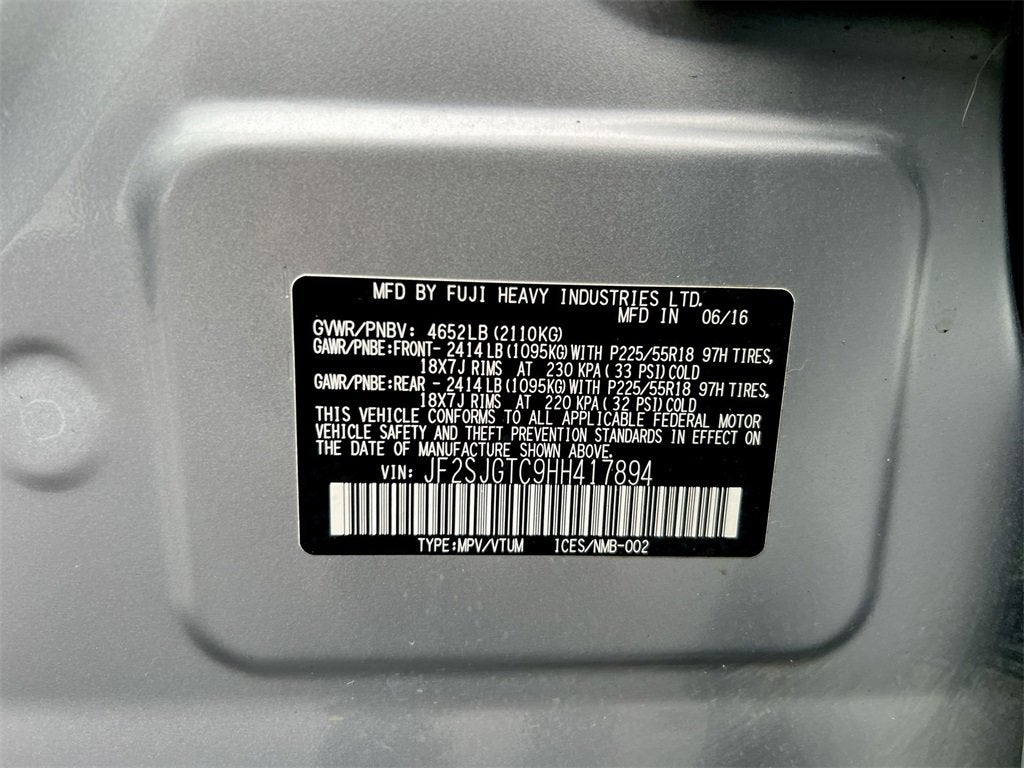 MFD BY FUJI HEAVY INDUSTRIES LTD.
MFD IN 06/16
GVWR/PNBV: 4652LB (2110KG)
GAWR/PNBE:FRONT- 2414 LB (1095KG) WITH P225/55R18 97H TIRES,
18X7J RIMS AT 230 KPA ( 33 PSI) COLD
GAWR/PNBE:REAR - 2414 LB (1095KG) WITH P225/55R18 97H TIRES,
18X7J RIMS AT 220 KPA ( 32 PSI) COLD
THIS VEHICLE CONFORMS TO ALL APPLICABLE FEDERAL MOTOR
VEHICLE SAFETY AND THEFT PREVENTION STANDARDS IN EFFECT ON
THE DATE OF MANUFACTURE SHOWN ABOVE.
VIN: JF2SJGTC9HH417894
TYPE:MPV/VTUM ICES/NMB-002